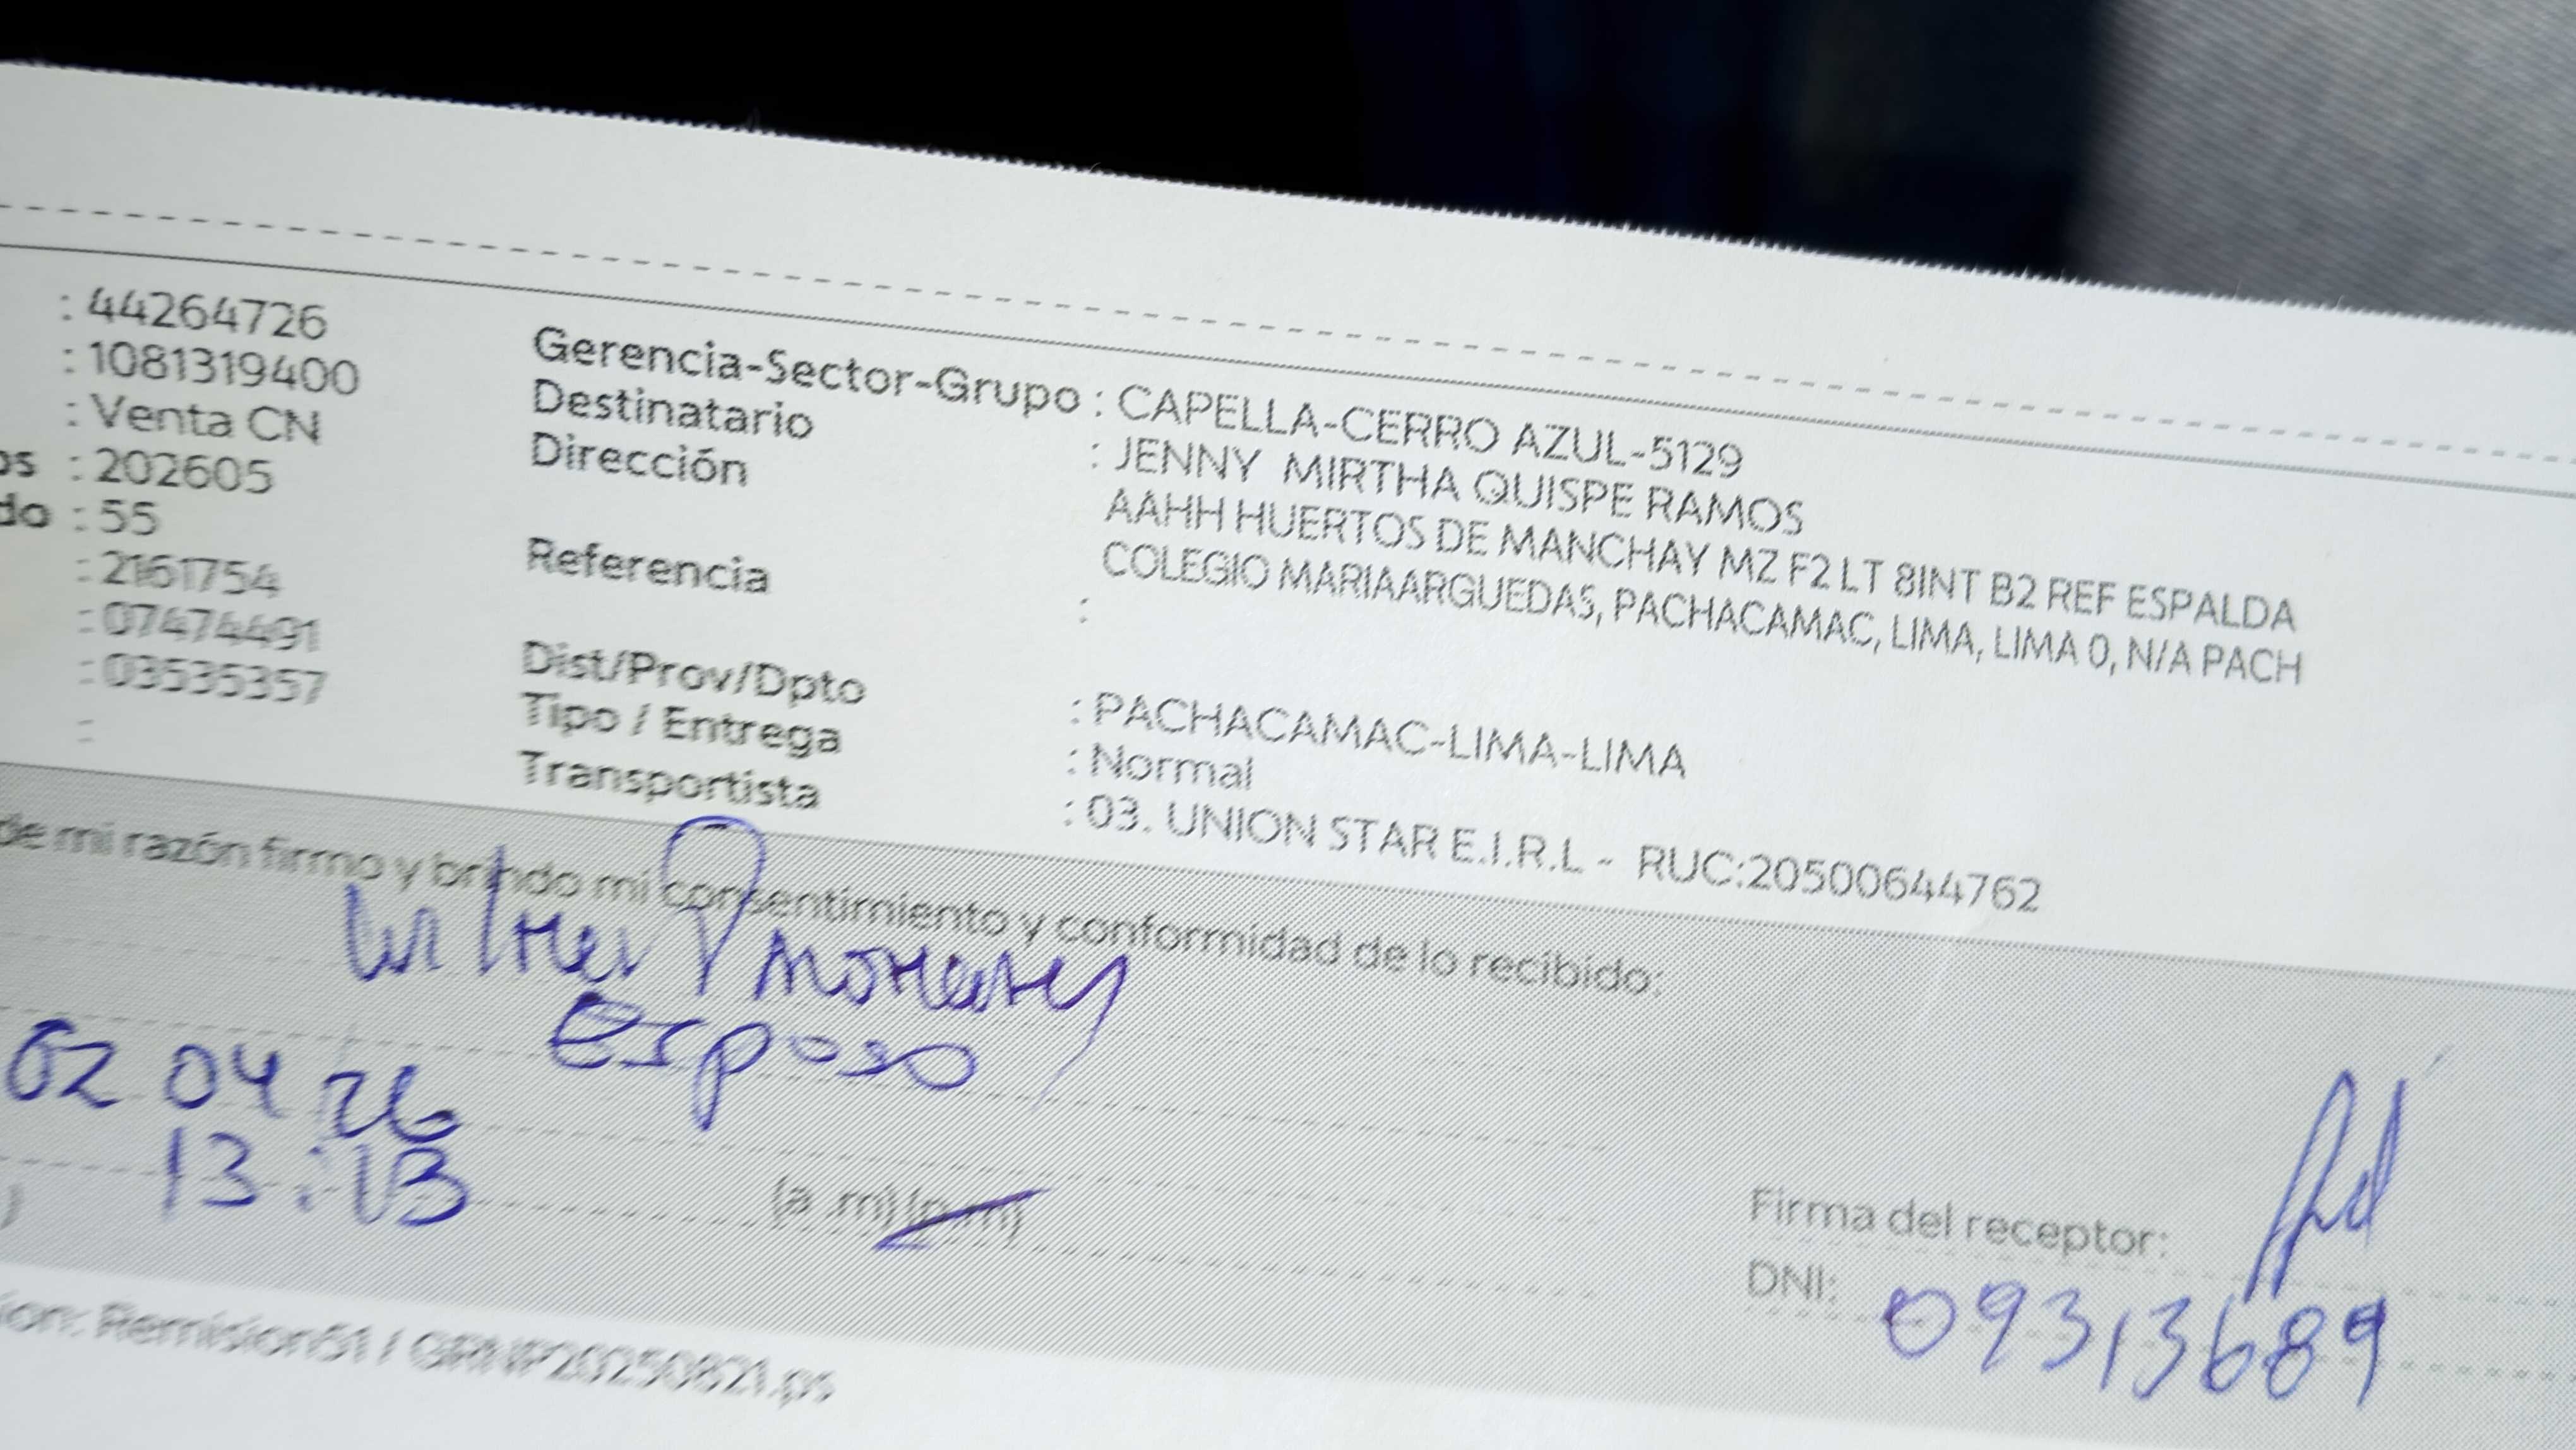 : 44264726
: 1081319400
: Venta CN
os : 202605
do : 55
: 2161754
: 07474491
: 03535357
:
Gerencia-Sector-Grupo : CAPELLA-CERRO AZUL-5129
Destinatario : JENNY MIRTHA QUISPE RAMOS
Dirección AAHH HUERTOS DE MANCHAY MZ F2 LT 8INT B2 REF ESPALDA
COLEGIO MARIAARGUEDAS, PACHACAMAC, LIMA, LIMA 0, N/A PACH
Referencia :
Dist/Prov/Dpto : PACHACAMAC-LIMA-LIMA
Tipo / Entrega : Normal
Transportista : 03. UNION STAR E.I.R.L - RUC:20500644762
de mi razón firmo y brindo mi consentimiento y conformidad de lo recibido:
Esposo
02 04 26
13:13
(a .m) (p.m)
Firma del receptor:
DNI: 09313689
ion: Remision51 / GRNP20250821.ps